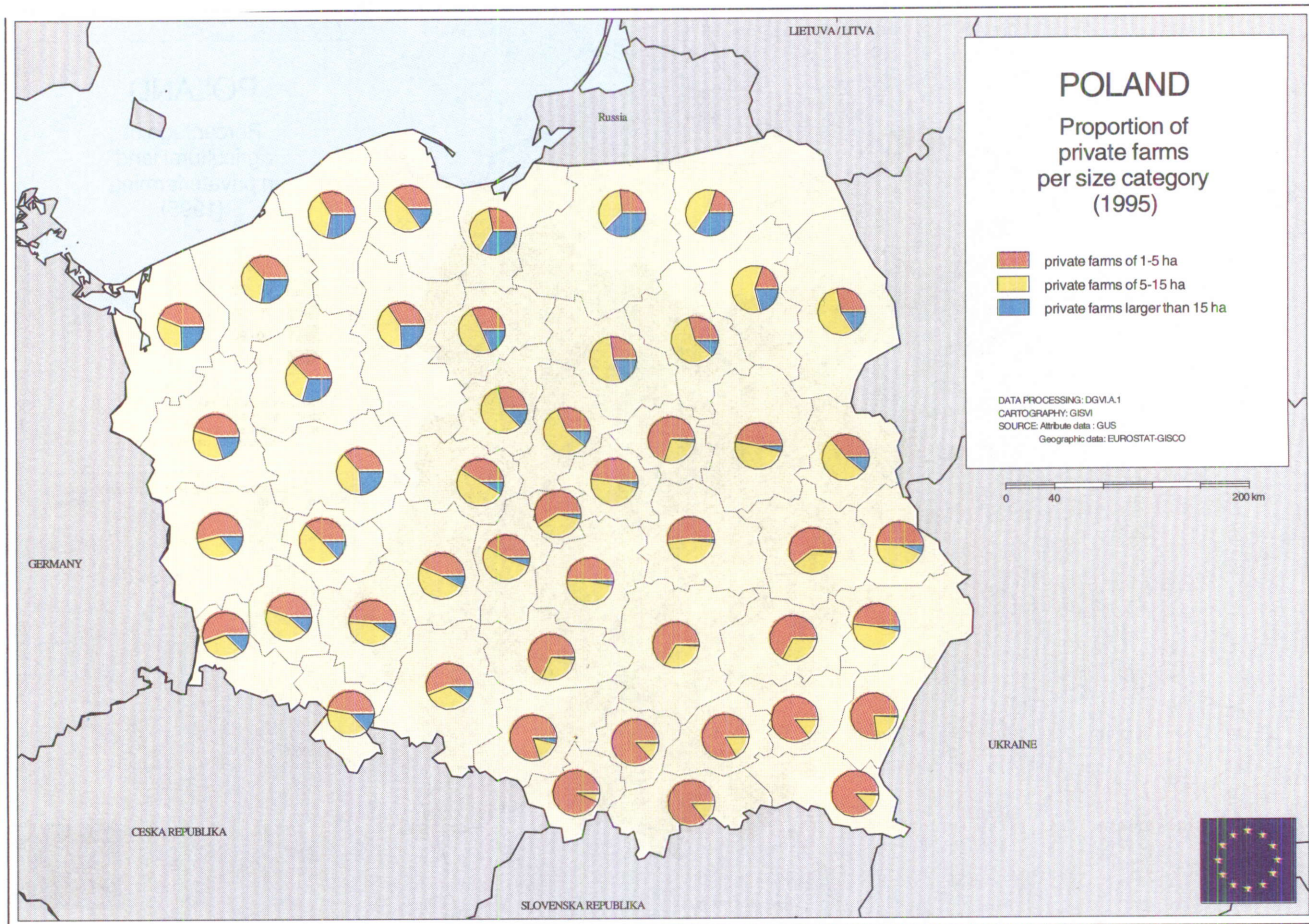 LIETUVA / LITVA
Russia
POLAND
Proportion of
private farms
per size category
(1995)
private farms of 1-5 ha
private farms of 5-15 ha
private farms larger than 15 ha
DATA PROCESSING: DGVI.A.1
CARTOGRAPHY: GISVI
SOURCE: Attribute data : GUS
Geographic data: EUROSTAT-GISCO
0 40 200 km
GERMANY
UKRAINE
CESKA REPUBLIKA
SLOVENSKA REPUBLIKA